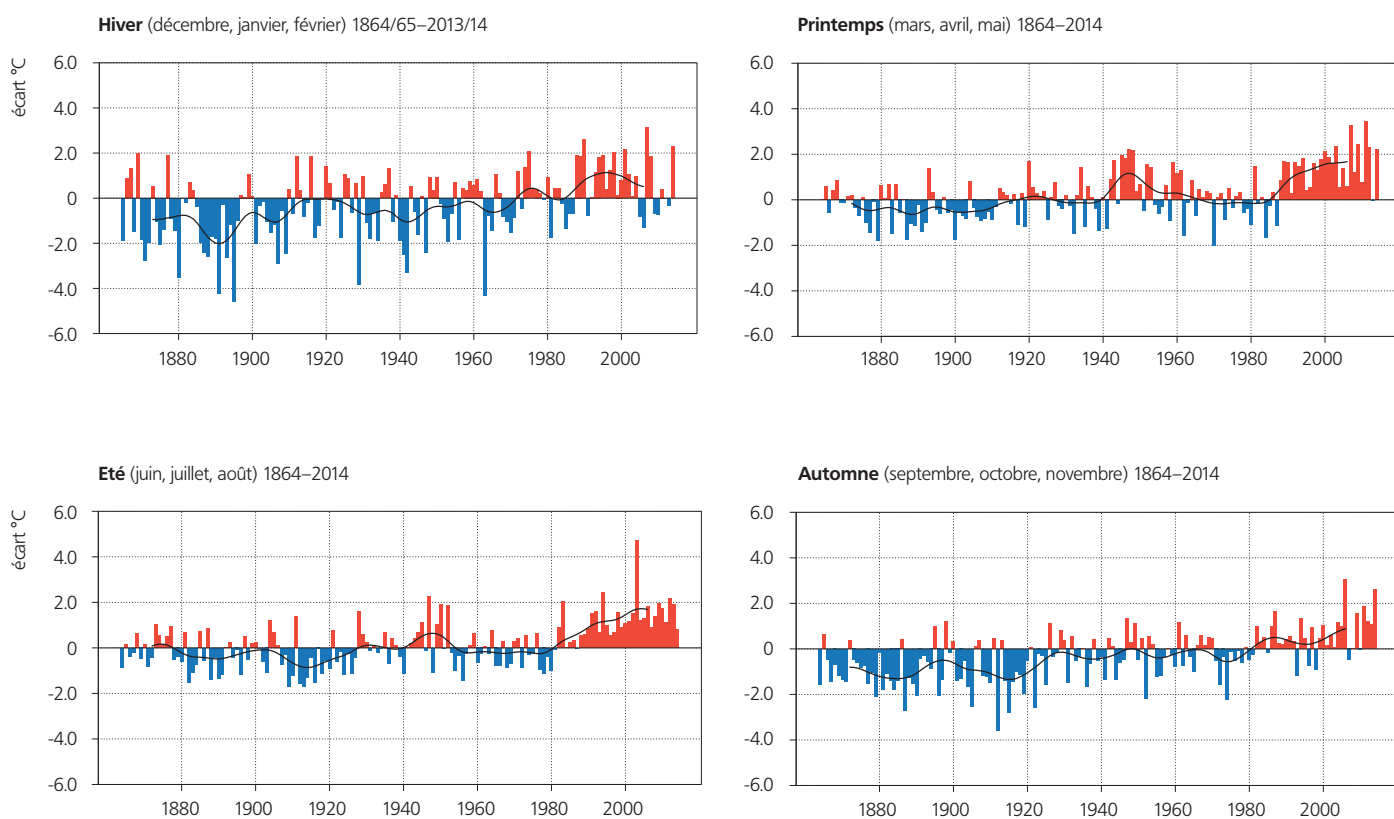 Hiver (décembre, janvier, février) 1864/65–2013/14
écart °C
6.0
4.0
2.0
0
-2.0
-4.0
-6.0
1880 1900 1920 1940 1960 1980 2000
Printemps (mars, avril, mai) 1864–2014
6.0
4.0
2.0
0
-2.0
-4.0
-6.0
1880 1900 1920 1940 1960 1980 2000
Eté (juin, juillet, août) 1864–2014
écart °C
6.0
4.0
2.0
0
-2.0
-4.0
-6.0
1880 1900 1920 1940 1960 1980 2000
Automne (septembre, octobre, novembre) 1864–2014
6.0
4.0
2.0
0
-2.0
-4.0
-6.0
1880 1900 1920 1940 1960 1980 2000